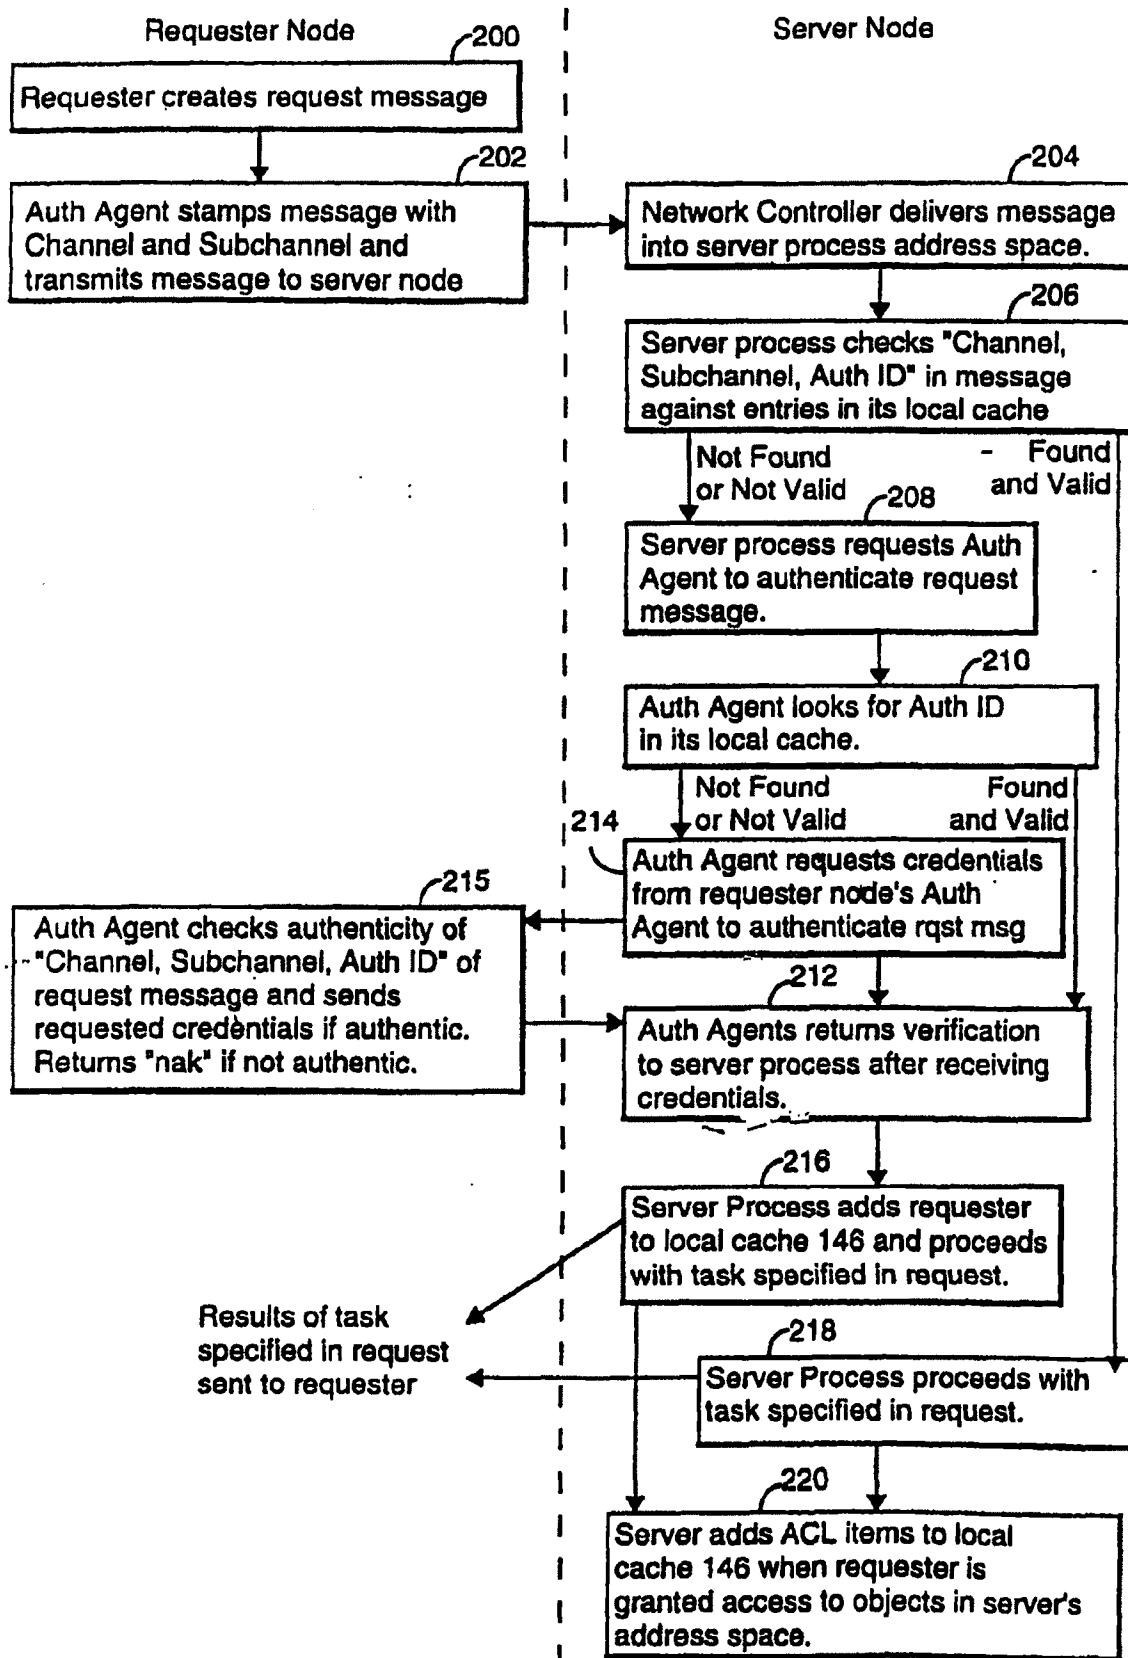 Requester Node
Server Node
200
Requester creates request message
202
Auth Agent stamps message with
Channel and Subchannel and
transmits message to server node
204
Network Controller delivers message
into server process address space.
206
Server process checks "Channel,
Subchannel, Auth ID" in message
against entries in its local cache
Not Found
or Not Valid
Found
and Valid
208
Server process requests Auth
Agent to authenticate request
message.
210
Auth Agent looks for Auth ID
in its local cache.
Not Found
or Not Valid
Found
and Valid
214
Auth Agent requests credentials
from requester node's Auth
Agent to authenticate rqst msg
215
Auth Agent checks authenticity of
"Channel, Subchannel, Auth ID" of
request message and sends
requested credentials if authentic.
Returns "nak" if not authentic.
212
Auth Agents returns verification
to server process after receiving
credentials.
216
Server Process adds requester
to local cache 146 and proceeds
with task specified in request.
Results of task
specified in request
sent to requester
218
Server Process proceeds with
task specified in request.
220
Server adds ACL items to local
cache 146 when requester is
granted access to objects in server's
address space.